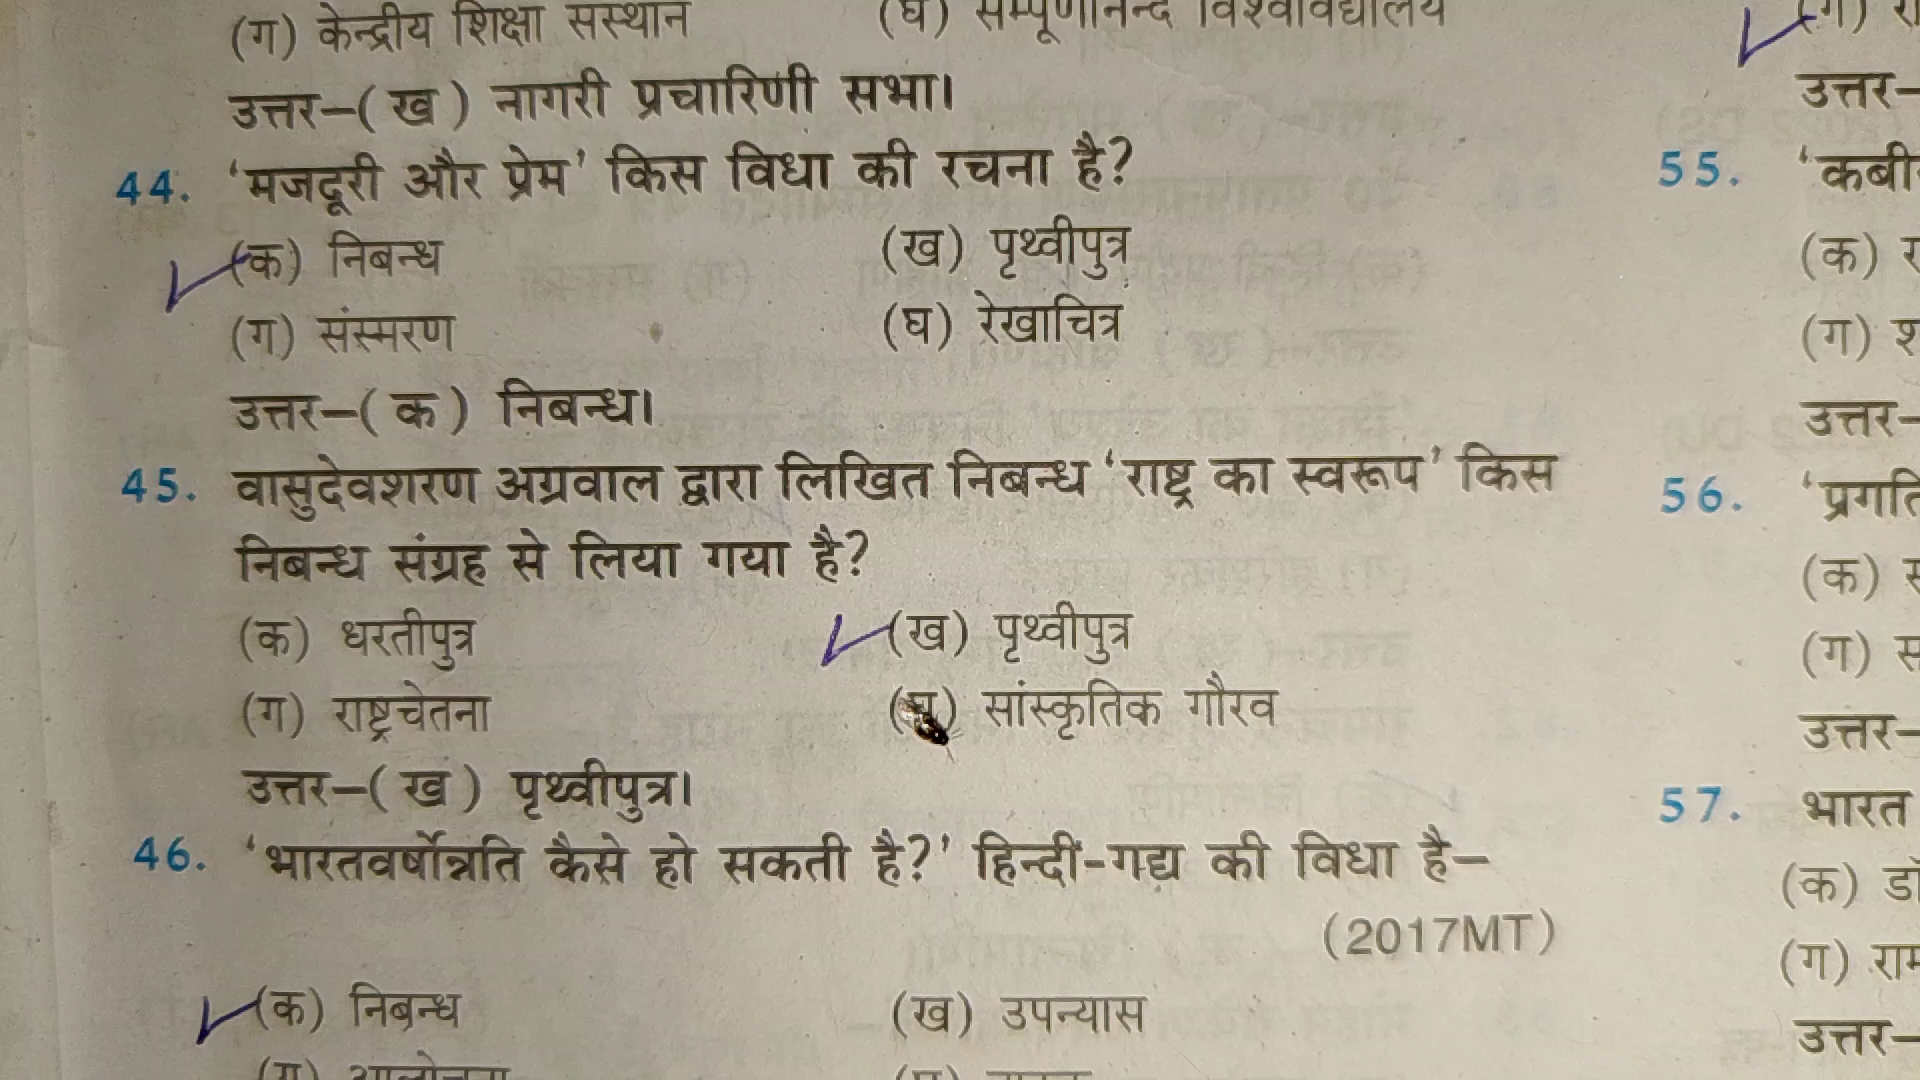 (ग) केन्द्रीय शिक्षा संस्थान (घ) सम्पूर्णानन्द विश्वविद्यालय
उत्तर–( ख ) नागरी प्रचारिणी सभा।
44. ‘मजदूरी और प्रेम’ किस विधा की रचना है?
(क) निबन्ध (ख) पृथ्वीपुत्र
(ग) संस्मरण (घ) रेखाचित्र
उत्तर–( क ) निबन्ध।
45. वासुदेवशरण अग्रवाल द्वारा लिखित निबन्ध ‘राष्ट्र का स्वरूप’ किस
निबन्ध संग्रह से लिया गया है?
(क) धरतीपुत्र (ख) पृथ्वीपुत्र
(ग) राष्ट्रचेतना (घ) सांस्कृतिक गौरव
उत्तर–( ख ) पृथ्वीपुत्र।
46. ‘भारतवर्षोन्नति कैसे हो सकती है?’ हिन्दी-गद्य की विधा है–
(2017MT)
(क) निबन्ध (ख) उपन्यास
(ग)
उत्तर–
55.
(क)
(ग)
उत्तर–
56.
(क)
(ग)
उत्तर–
57. भारत
(क)
(ग)
उत्तर–